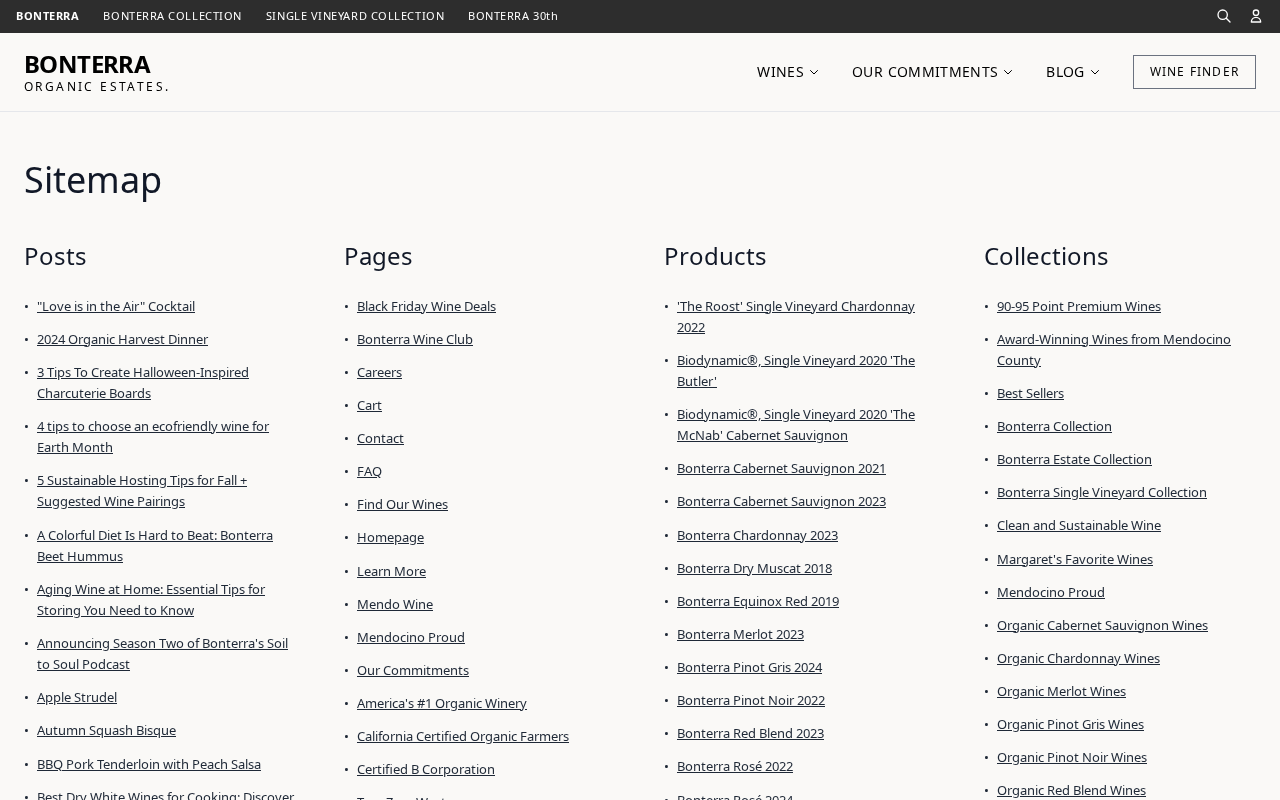 BONTERRA
BONTERRA COLLECTION
SINGLE VINEYARD COLLECTION
BONTERRA 30th
BONTERRA
ORGANIC ESTATES.
WINES
OUR COMMITMENTS
BLOG
WINE FINDER
Sitemap
Posts
• "Love is in the Air" Cocktail
• 2024 Organic Harvest Dinner
• 3 Tips To Create Halloween-Inspired
Charcuterie Boards
• 4 tips to choose an ecofriendly wine for
Earth Month
• 5 Sustainable Hosting Tips for Fall +
Suggested Wine Pairings
• A Colorful Diet Is Hard to Beat: Bonterra
Beet Hummus
• Aging Wine at Home: Essential Tips for
Storing You Need to Know
• Announcing Season Two of Bonterra's Soil
to Soul Podcast
• Apple Strudel
• Autumn Squash Bisque
• BBQ Pork Tenderloin with Peach Salsa
• Best Dry White Wines for Cooking: Discover
Pages
• Black Friday Wine Deals
• Bonterra Wine Club
• Careers
• Cart
• Contact
• FAQ
• Find Our Wines
• Homepage
• Learn More
• Mendo Wine
• Mendocino Proud
• Our Commitments
• America's #1 Organic Winery
• California Certified Organic Farmers
• Certified B Corporation
Products
• 'The Roost' Single Vineyard Chardonnay
2022
• Biodynamic®, Single Vineyard 2020 'The
Butler'
• Biodynamic®, Single Vineyard 2020 'The
McNab' Cabernet Sauvignon
• Bonterra Cabernet Sauvignon 2021
• Bonterra Cabernet Sauvignon 2023
• Bonterra Chardonnay 2023
• Bonterra Dry Muscat 2018
• Bonterra Equinox Red 2019
• Bonterra Merlot 2023
• Bonterra Pinot Gris 2024
• Bonterra Pinot Noir 2022
• Bonterra Red Blend 2023
• Bonterra Rosé 2022
• Bonterra Rosé 2024
Collections
• 90-95 Point Premium Wines
• Award-Winning Wines from Mendocino
County
• Best Sellers
• Bonterra Collection
• Bonterra Estate Collection
• Bonterra Single Vineyard Collection
• Clean and Sustainable Wine
• Margaret's Favorite Wines
• Mendocino Proud
• Organic Cabernet Sauvignon Wines
• Organic Chardonnay Wines
• Organic Merlot Wines
• Organic Pinot Gris Wines
• Organic Pinot Noir Wines
• Organic Red Blend Wines